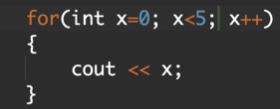 for(int x=0; x<5; x++)
{
    cout << x;
}